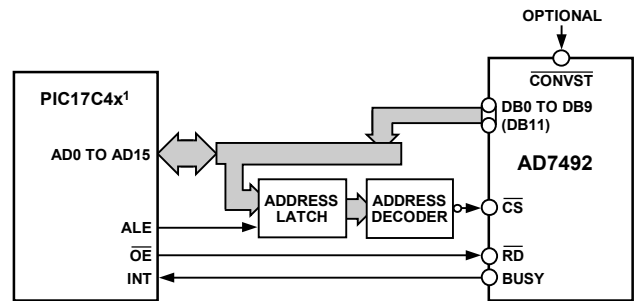 OPTIONAL
CONVST
PIC17C4x¹
DB0 TO DB9
(DB11)
AD0 TO AD15
AD7492
ADDRESS
LATCH
ADDRESS
DECODER
CS
ALE
OE
RD
INT
BUSY